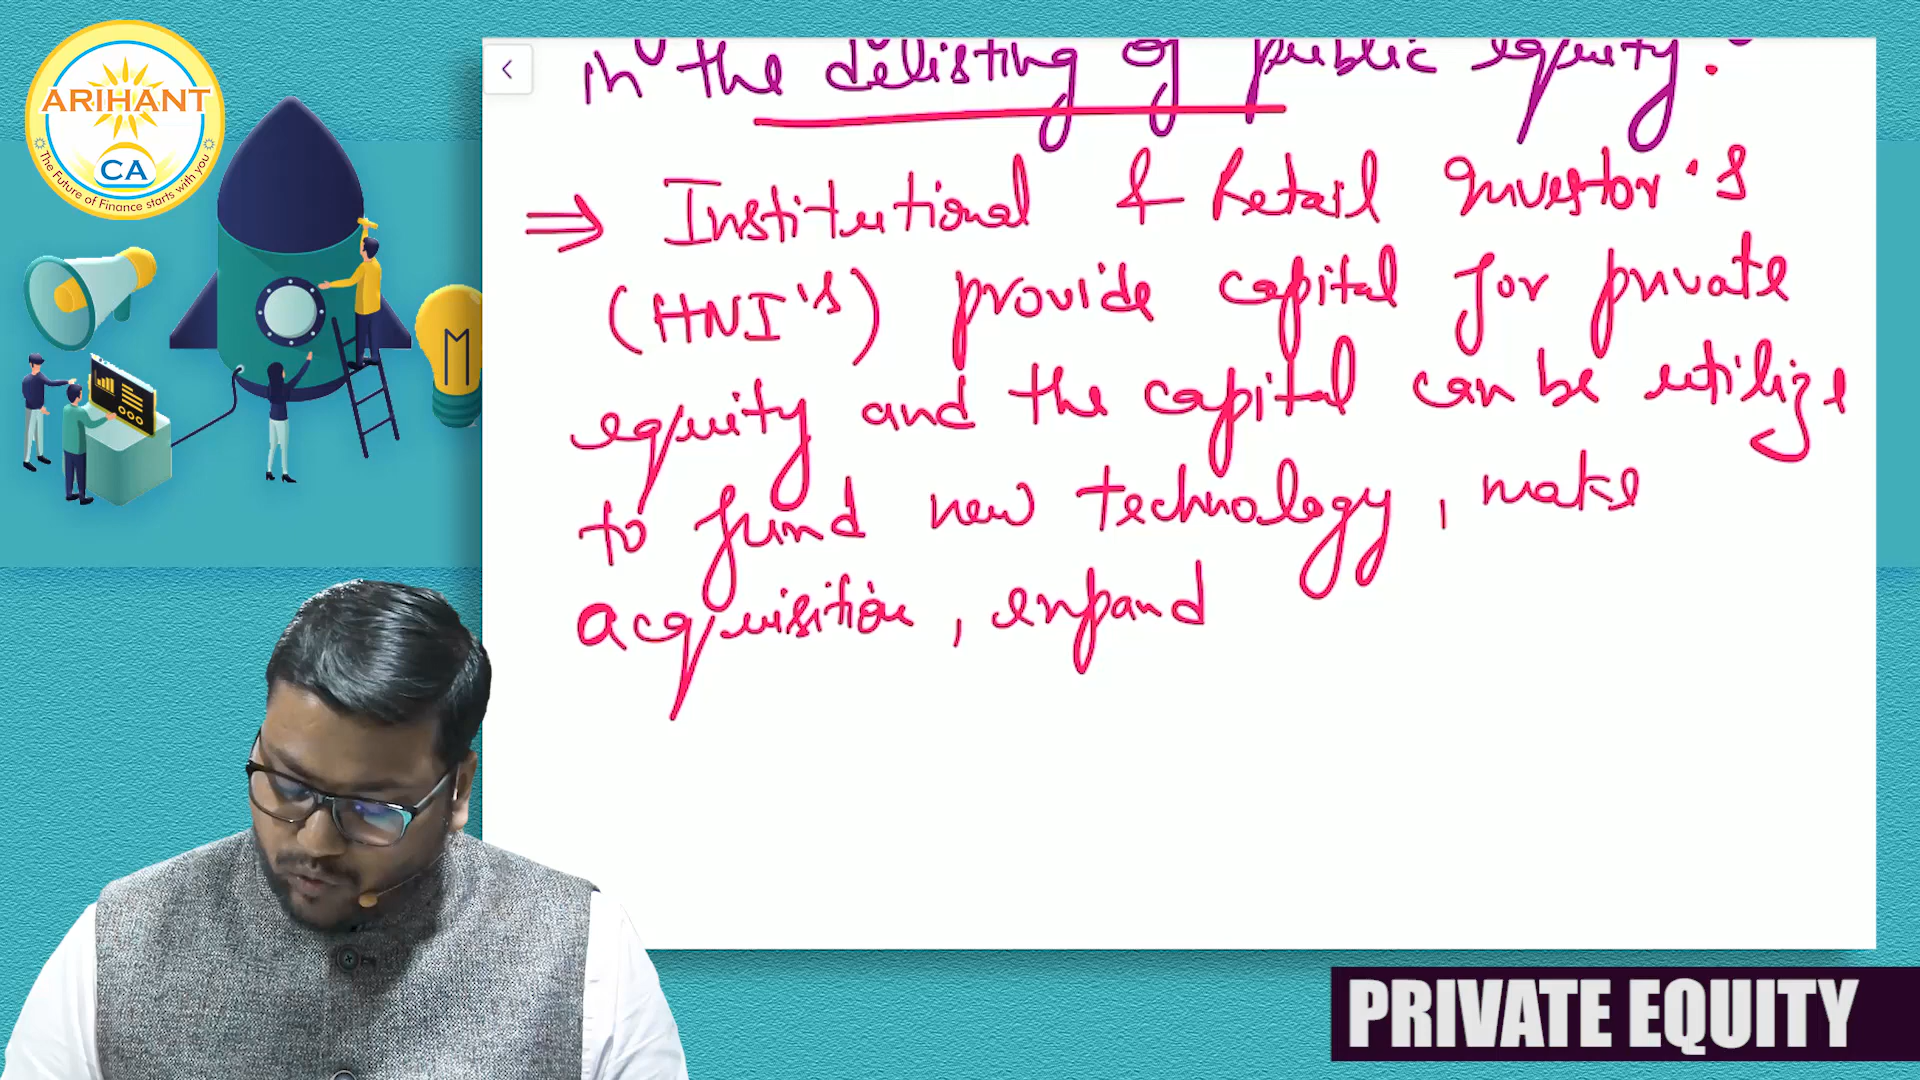 ARIHANT
CA
The Future of Finance starts with you
in the delisting of public equity.
⇒ Institutional & Retail Investor's
(HNI's) provide capital for private
equity and the capital can be utilize
to fund new technology, make
acquisition, expand
PRIVATE EQUITY